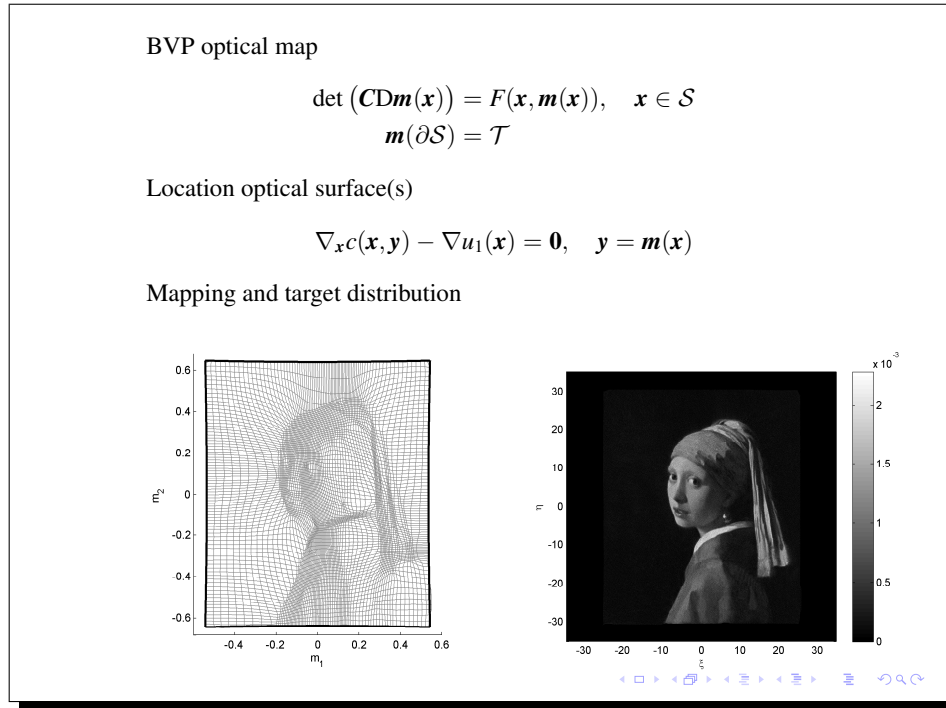 BVP optical map
det (CDm(x)) = F(x, m(x)), x ∈ S
m(∂S) = T
Location optical surface(s)
∇ₓc(x, y) − ∇u₁(x) = 0, y = m(x)
Mapping and target distribution
0.6
0.4
0.2
0
-0.2
-0.4
-0.6
m₂
-0.4 -0.2 0 0.2 0.4 0.6
m₁
30
20
10
0
-10
-20
-30
η
-30 -20 -10 0 10 20 30
ξ
x 10⁻³
2
1.5
1
0.5
0